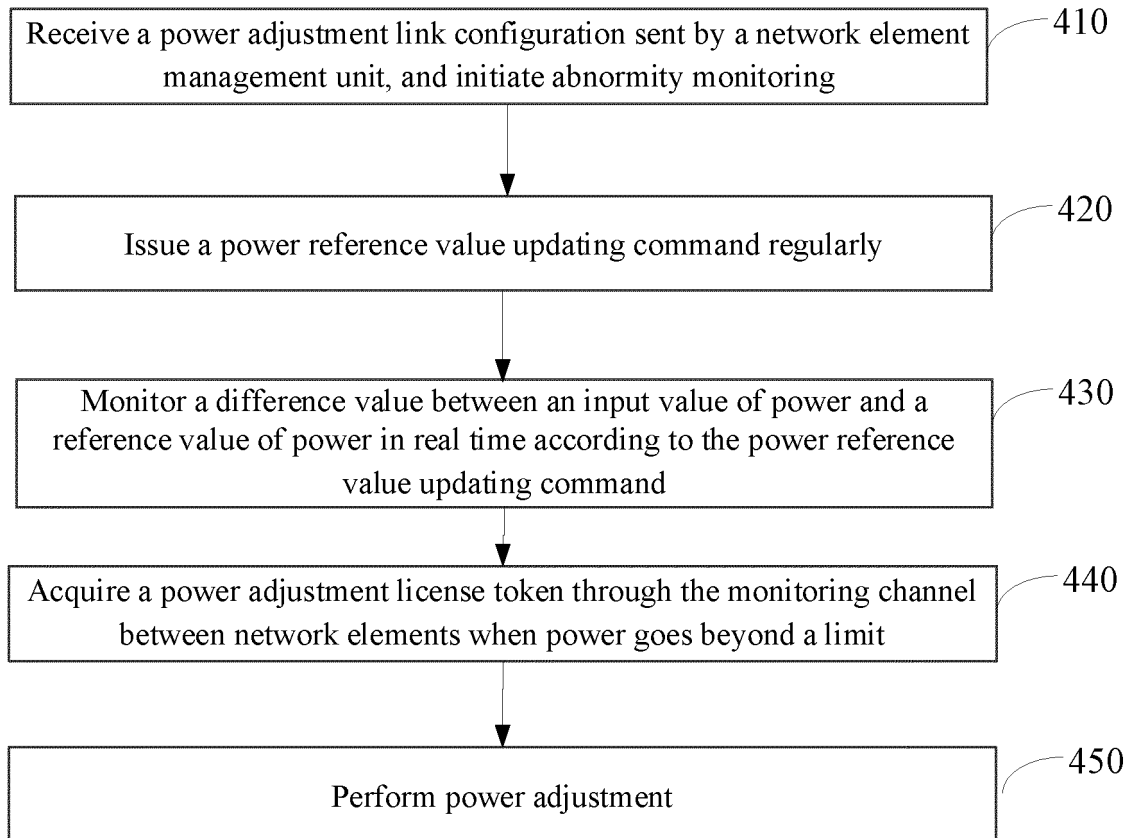 Receive a power adjustment link configuration sent by a network element
management unit, and initiate abnormity monitoring
410
Issue a power reference value updating command regularly
420
Monitor a difference value between an input value of power and a
reference value of power in real time according to the power reference
value updating command
430
Acquire a power adjustment license token through the monitoring channel
between network elements when power goes beyond a limit
440
Perform power adjustment
450